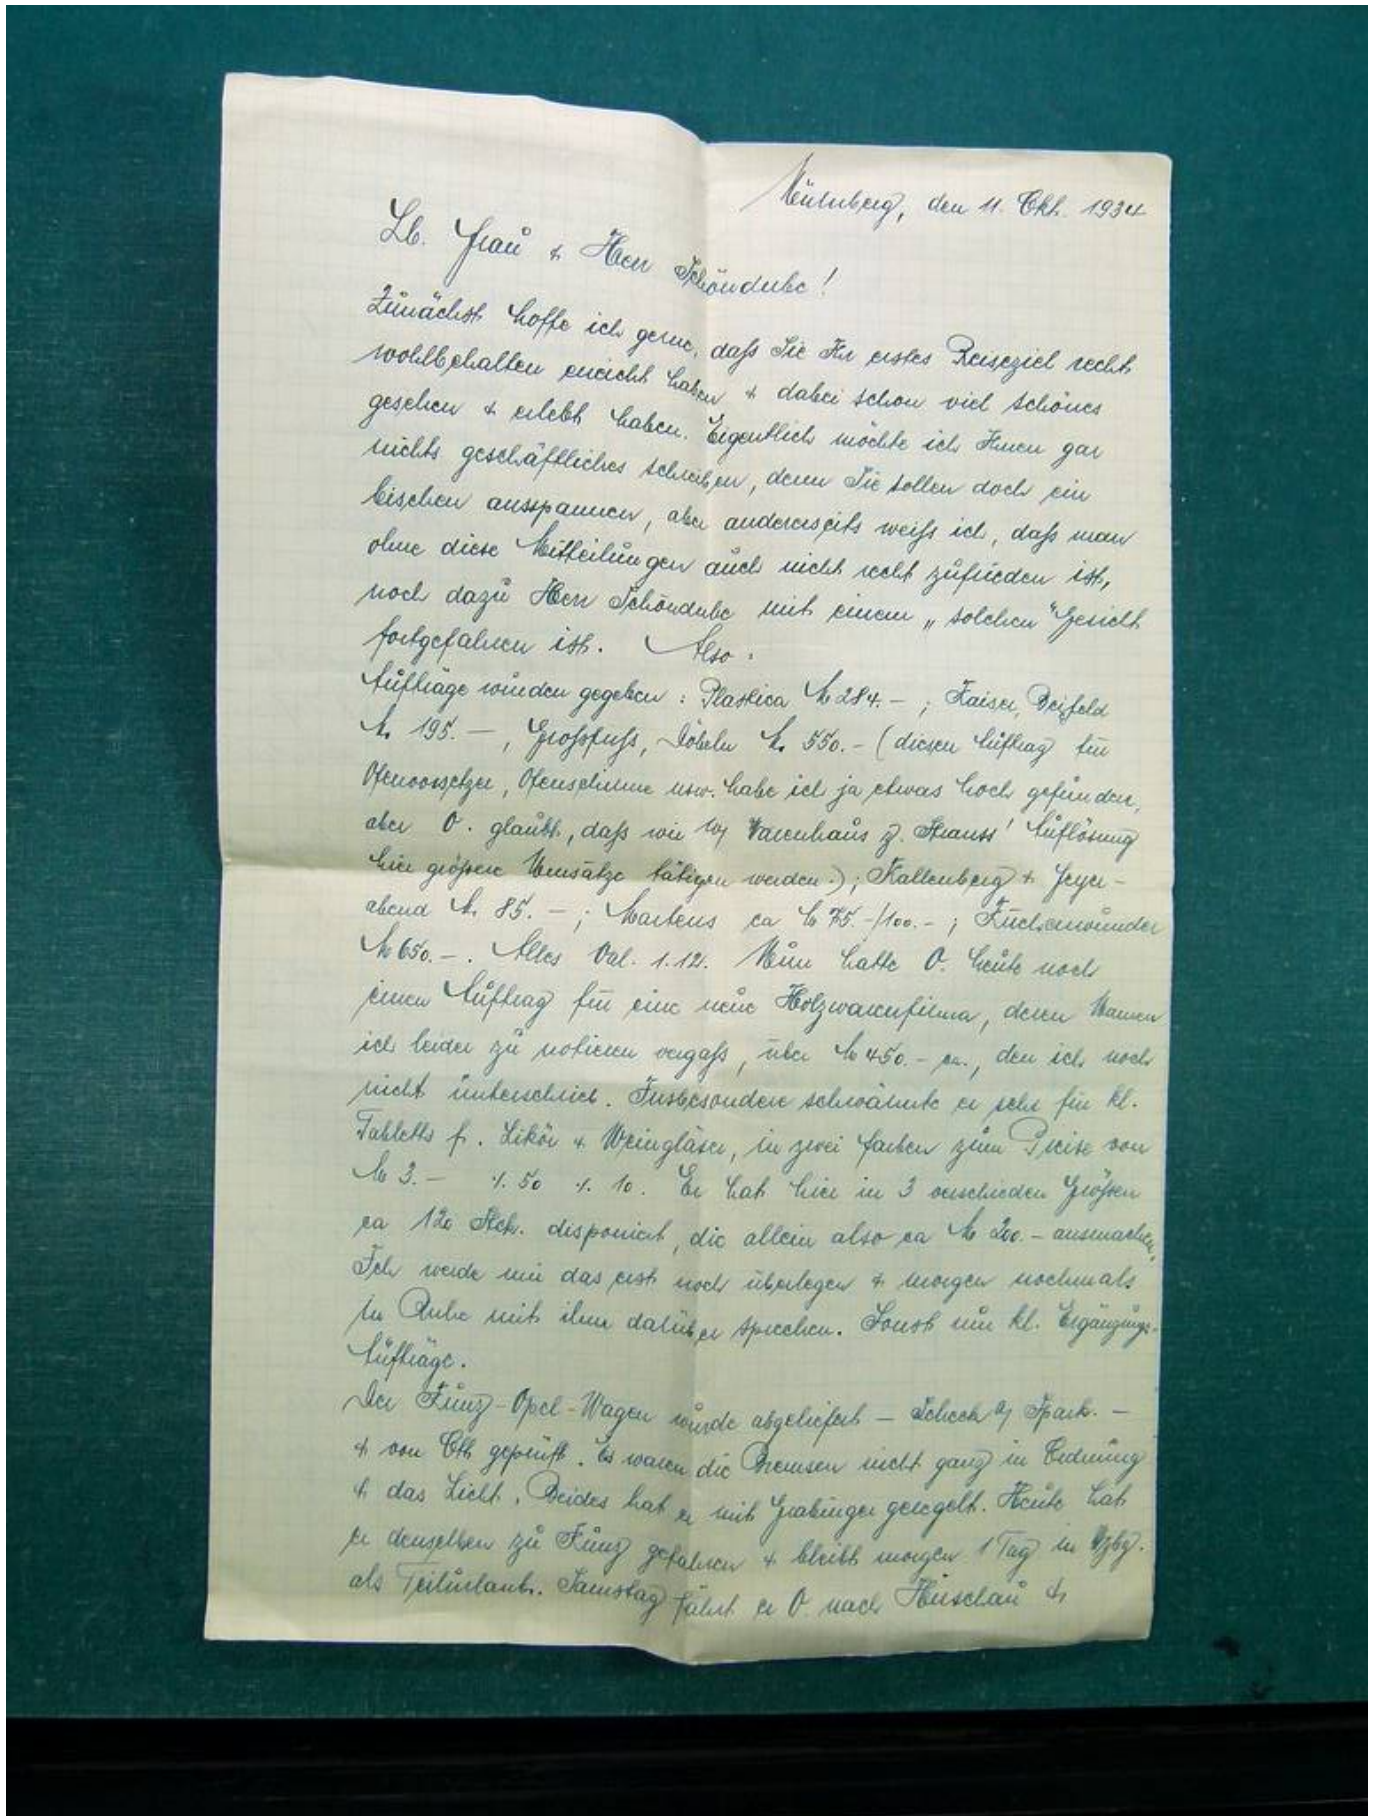 Nürnberg, den 11. Okt. 1934
Lb. Frau & Herr Schöndube!
Zunächst hoffe ich gerne, daß Sie Ihr erstes Reiseziel recht
wohlbehalten erreicht haben & dabei schon viel schönes
gesehen & erlebt haben. Eigentlich möchte ich Ihnen gar
nichts geschäftliches schreiben, denn Sie sollen doch ein
bischen ausspannen, aber andererseits weiß ich, daß man
ohne diese Mitteilungen auch nicht recht zufrieden ist,
noch dazu Herr Schöndube mit einem „solchen" Gesicht
fortgefahren ist. Also:
Aufträge wurden gegeben: Plastica M 284.-; Kaiser, Beifeld
M. 195.-, Großfuß, Döbeln M. 550.- (diesen Auftrag für
Ofenvorsetzer, Ofenschirme usw. habe ich ja etwas hoch gefunden,
aber O. glaubt, daß wir Warenhaus Strauss' Auflösung
hier größere Umsätze tätigen werden.); Kallenberg & Feyer-
abend M. 85.-; Martens ca M 75.-/100.-;
M 650.-. Alles Val. 1.12. Nun hatte O. heute noch
einen Auftrag für eine neue Holzwarenfirma, deren Namen
ich leider zu notieren vergaß, über M 450.- ca., den ich noch
nicht unterschrieb. Insbesondere schwärmte er sehr für kl.
Tabletts f. Likör & Weingläser, in zwei Farben zum Preise von
M 3.- 1.50 1.10. Er hat hier in 3 verschieden Größen
ca 120 Stck. disponiert, die allein also ca M 200.- ausmachen.
Ich werde mir das erst noch überlegen & morgen nochmals
in Ruhe mit ihm darüber sprechen. Sonst nur kl. Ergänzungs-
Aufträge.
Der Künz-Opel-Wagen wurde abgeliefert - Scheck a/ Spark. -
& von Ott geprüft. Es waren die Bremsen nicht ganz in Ordnung
& das Licht. Beides hat er mit Grabinger geregelt. Heute hat
er denselben zu Künz gefahren & bleibt morgen 1 Tag in Wzbg.
als Teilurlaub. Samstag fährt er O. nach Hirschau &